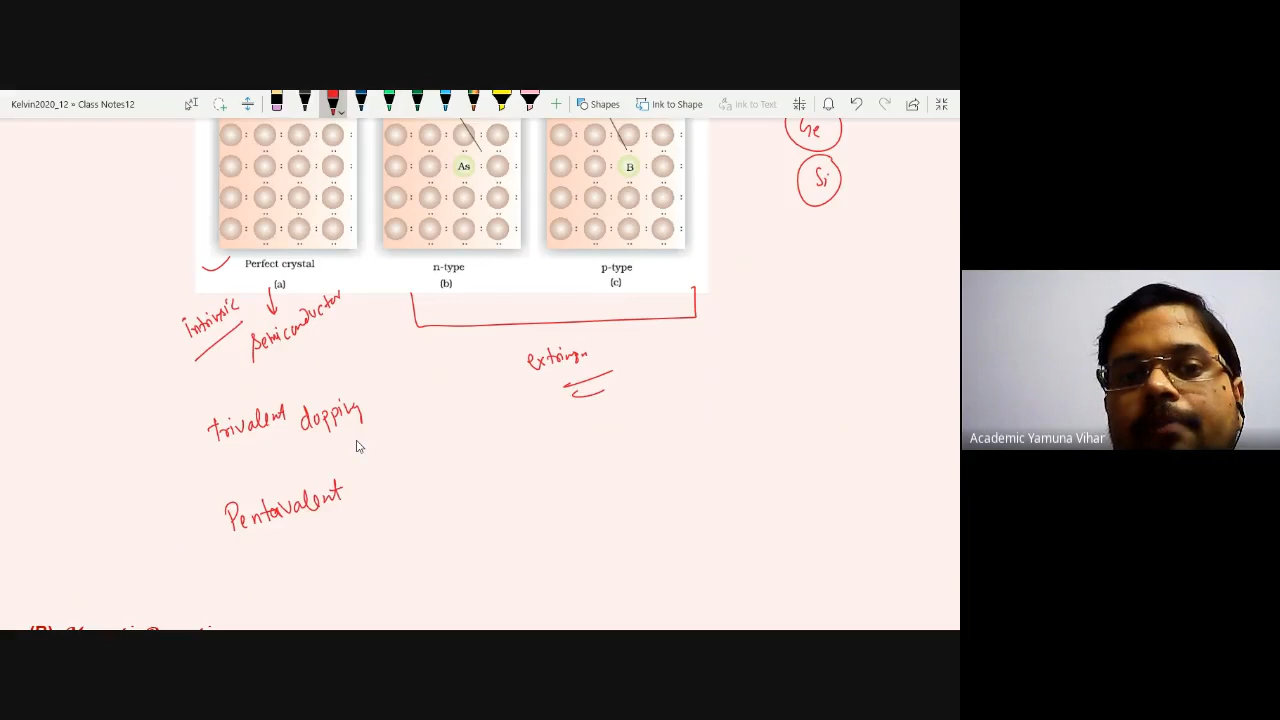 Kelvin2020_12 » Class Notes12
Shapes
Ink to Shape
Ink to Text
Ge
Si
As
B
Perfect crystal
n-type
p-type
(a)
(b)
(c)
intrinsic
semiconductor
extrinsn
trivalent dopping
Pentavalent
Academic Yamuna Vihar